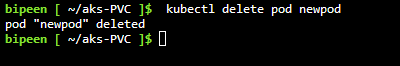 bipeen [ ~/aks-PVC ]$  kubectl delete pod newpod
pod "newpod" deleted
bipeen [ ~/aks-PVC ]$